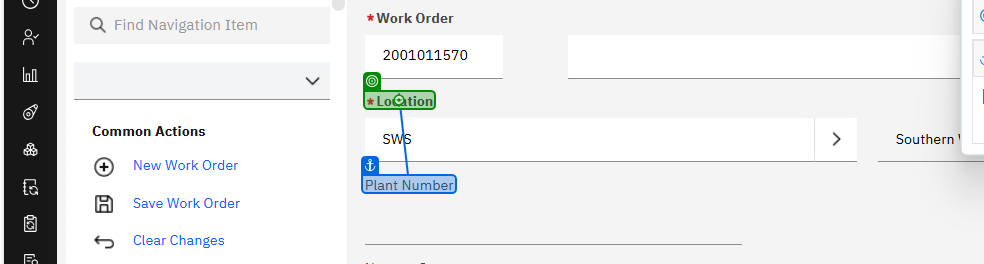 Find Navigation Item
Common Actions
New Work Order
Save Work Order
Clear Changes
* Work Order
2001011570
* Location
SWS
Southern
Plant Number